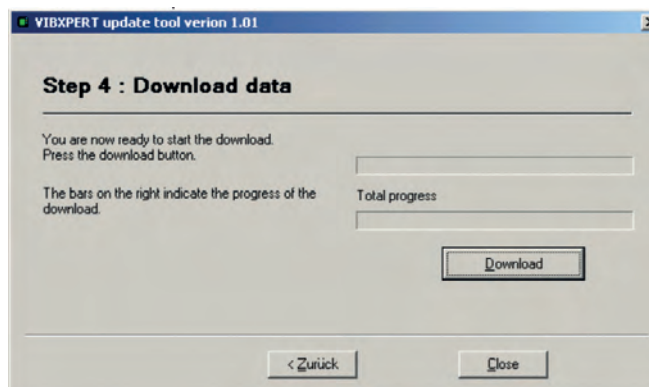 VIBXPERT update tool verion 1.01
Step 4 : Download data
You are now ready to start the download.
Press the download button.
The bars on the right indicate the progress of the
download.
Total progress
Download
< Zurück
Close